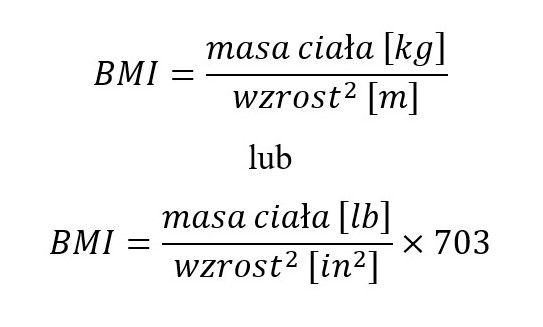 BMI = masa ciała [kg] / wzrost² [m]
lub
BMI = masa ciała [lb] / wzrost² [in²] × 703